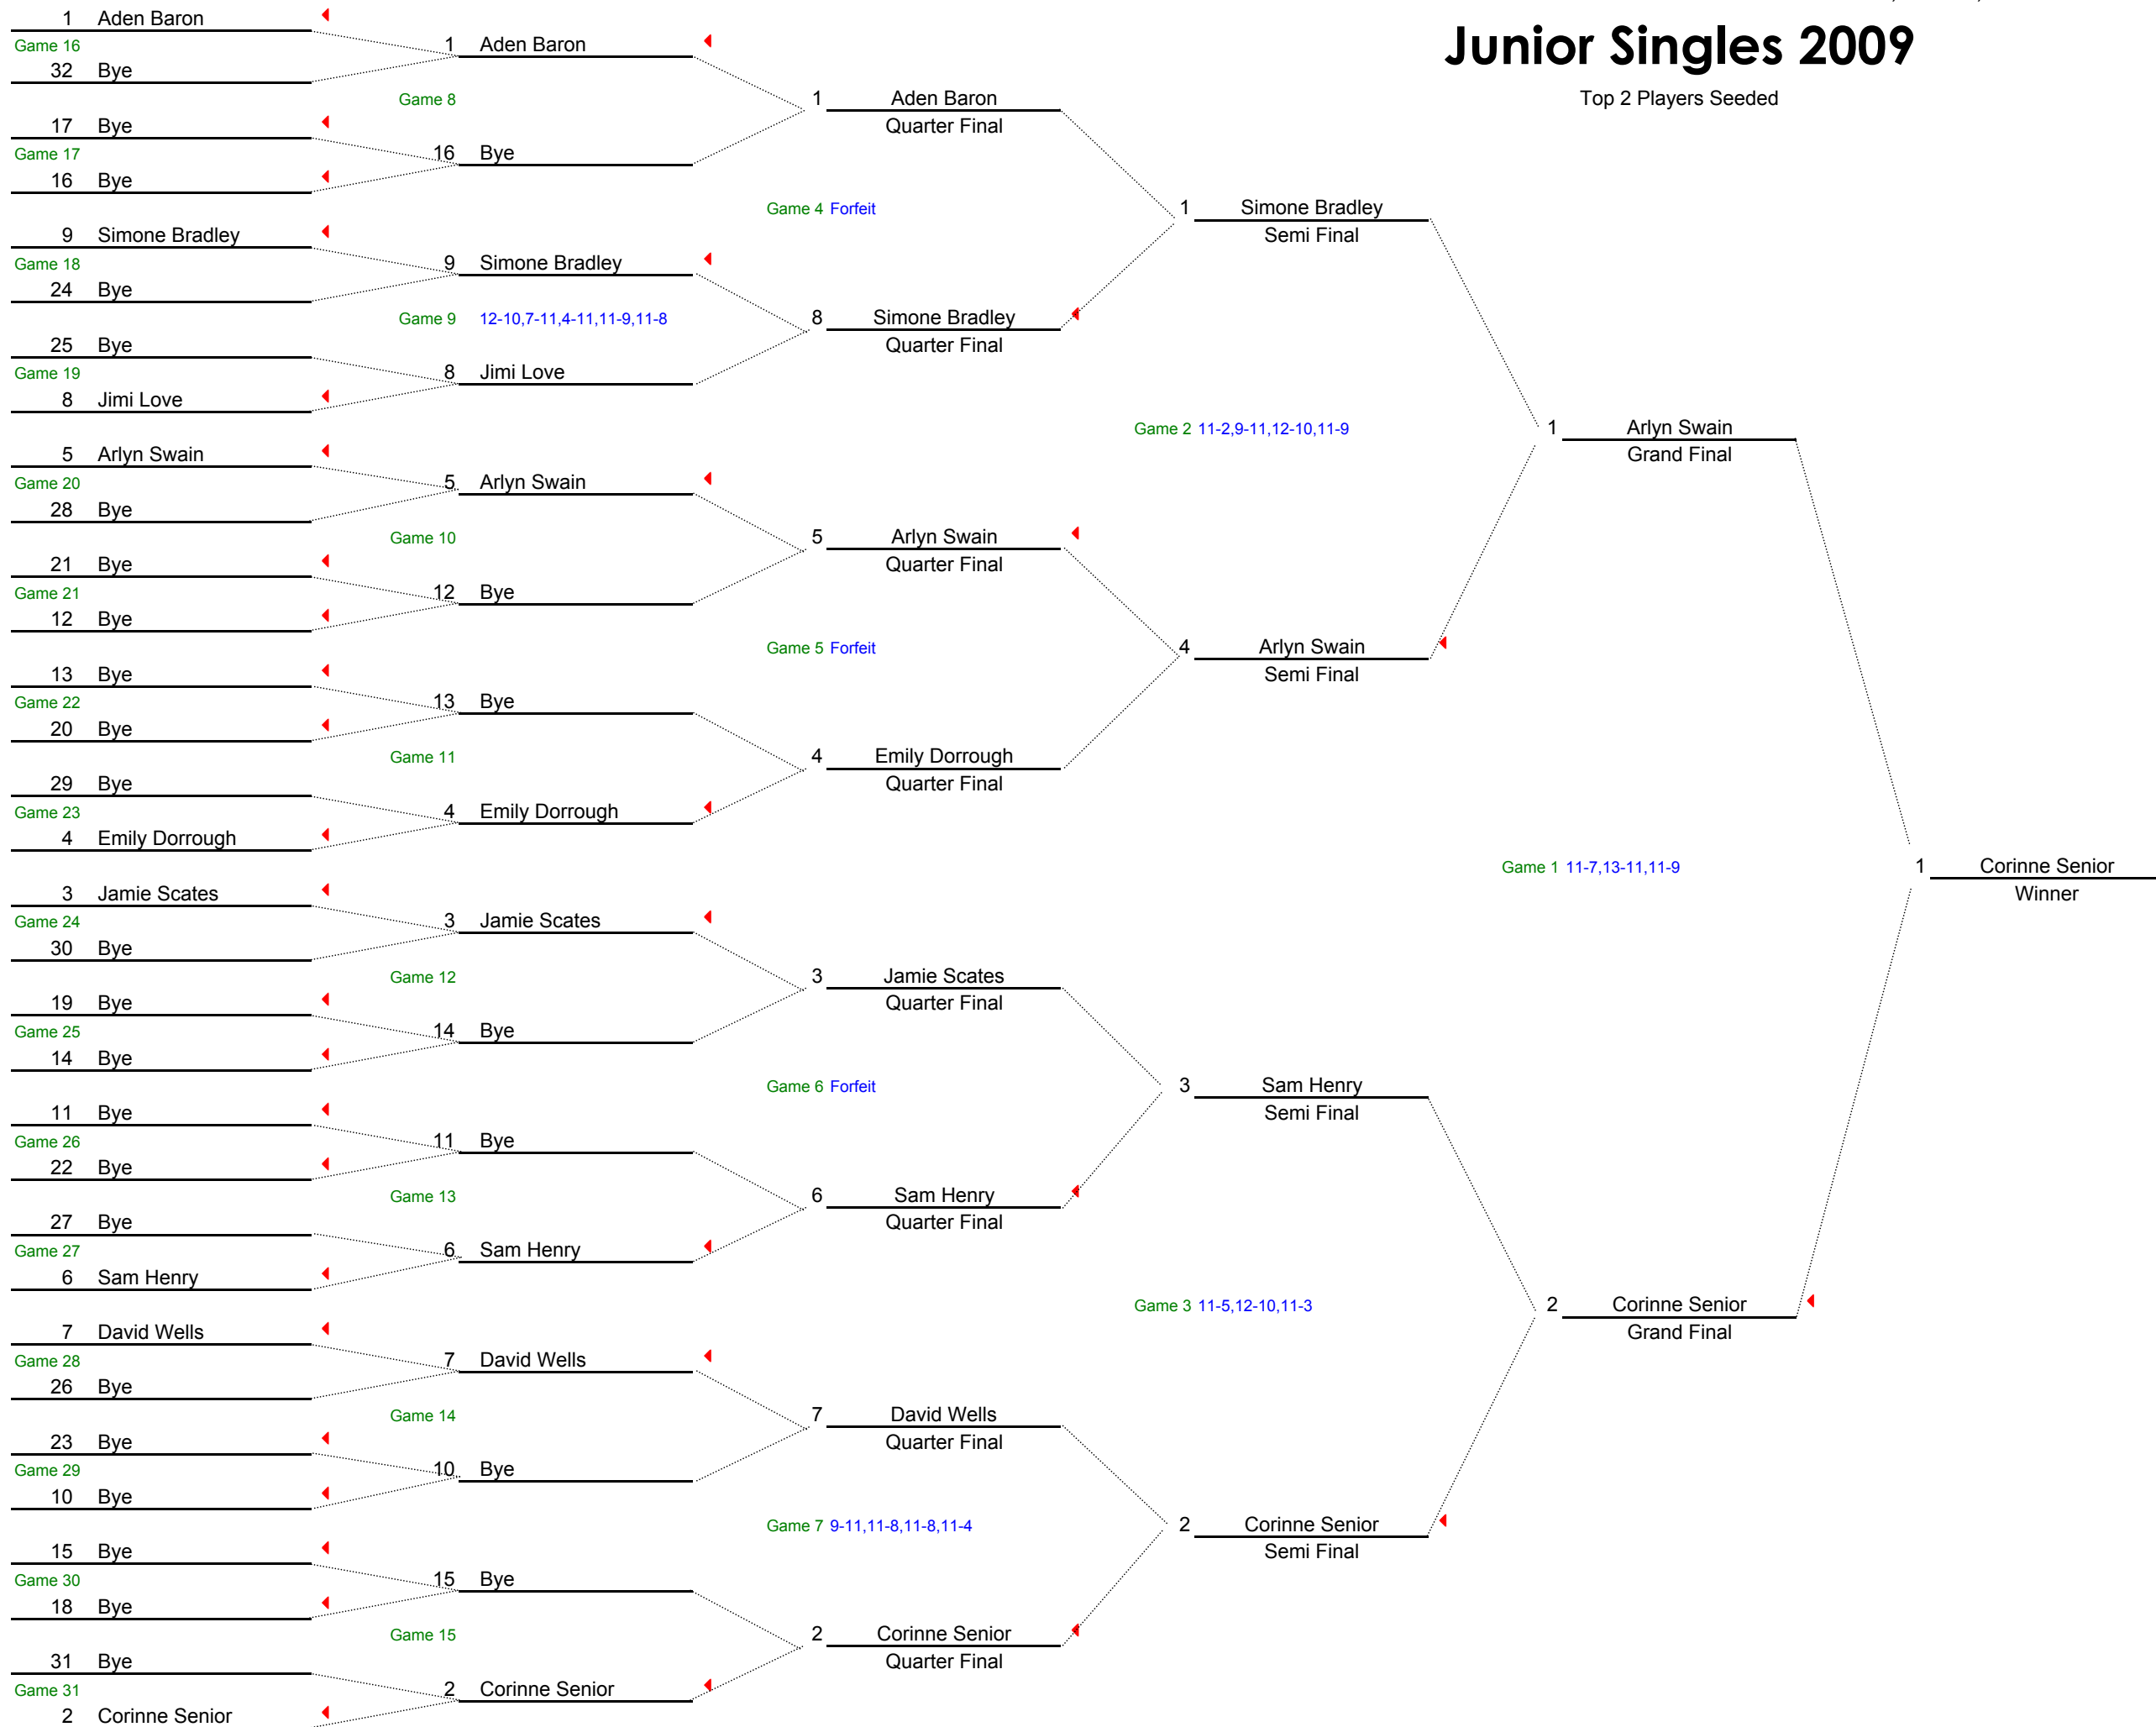 Junior Singles 2009
Top 2 Players Seeded
1 Aden Baron
Game 16
32 Bye
17 Bye
Game 17
16 Bye
9 Simone Bradley
Game 18
24 Bye
25 Bye
Game 19
8 Jimi Love
5 Arlyn Swain
Game 20
28 Bye
21 Bye
Game 21
12 Bye
13 Bye
Game 22
20 Bye
29 Bye
Game 23
4 Emily Dorrough
3 Jamie Scates
Game 24
30 Bye
19 Bye
Game 25
14 Bye
11 Bye
Game 26
22 Bye
27 Bye
Game 27
6 Sam Henry
7 David Wells
Game 28
26 Bye
23 Bye
Game 29
10 Bye
15 Bye
Game 30
18 Bye
31 Bye
Game 31
2 Corinne Senior
1 Aden Baron
Game 8
16 Bye
9 Simone Bradley
Game 9 12-10,7-11,4-11,11-9,11-8
8 Jimi Love
5 Arlyn Swain
Game 10
12 Bye
13 Bye
Game 11
4 Emily Dorrough
3 Jamie Scates
Game 12
14 Bye
11 Bye
Game 13
6 Sam Henry
7 David Wells
Game 14
10 Bye
15 Bye
Game 15
2 Corinne Senior
1 Aden Baron
Quarter Final
Game 4 Forfeit
8 Simone Bradley
Quarter Final
5 Arlyn Swain
Quarter Final
Game 5 Forfeit
4 Emily Dorrough
Quarter Final
3 Jamie Scates
Quarter Final
Game 6 Forfeit
6 Sam Henry
Quarter Final
7 David Wells
Quarter Final
Game 7 9-11,11-8,11-8,11-4
2 Corinne Senior
Quarter Final
1 Simone Bradley
Semi Final
Game 2 11-2,9-11,12-10,11-9
4 Arlyn Swain
Semi Final
3 Sam Henry
Semi Final
Game 3 11-5,12-10,11-3
2 Corinne Senior
Semi Final
1 Arlyn Swain
Grand Final
Game 1 11-7,13-11,11-9
2 Corinne Senior
Grand Final
1 Corinne Senior
Winner